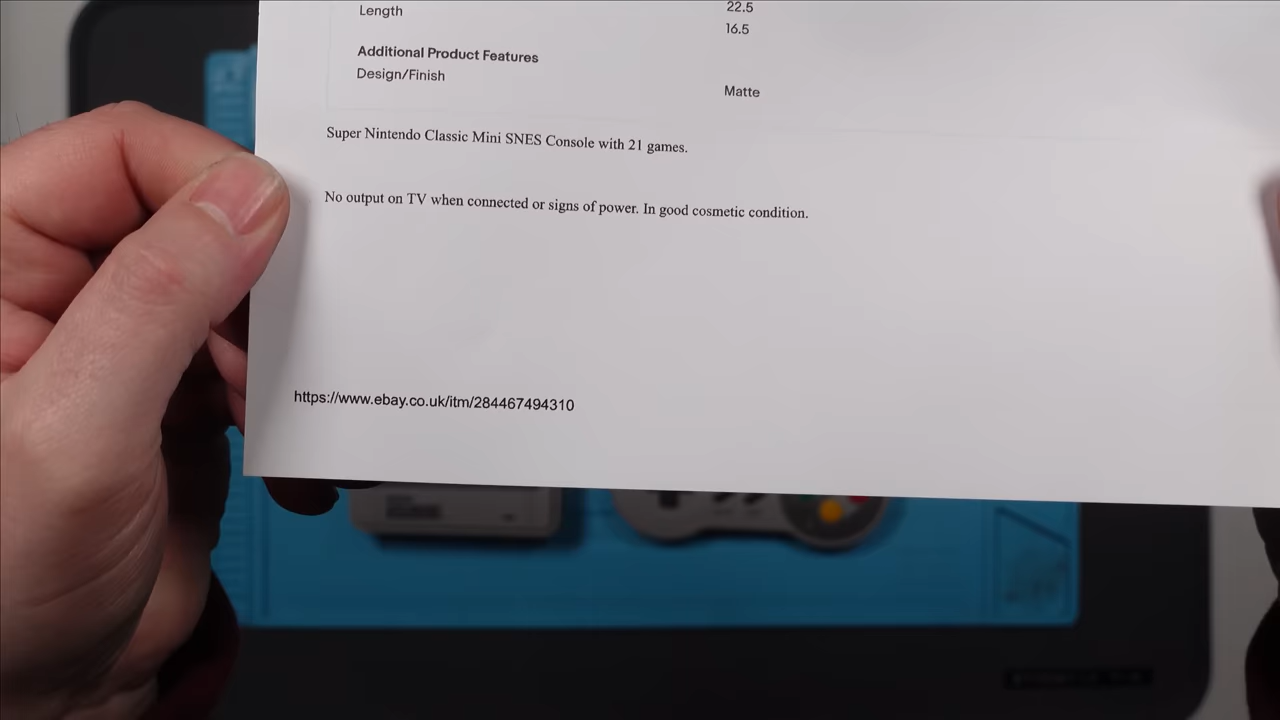 Length
22.5
16.5
Additional Product Features
Design/Finish
Matte
Super Nintendo Classic Mini SNES Console with 21 games.
No output on TV when connected or signs of power. In good cosmetic condition.
https://www.ebay.co.uk/itm/284467494310